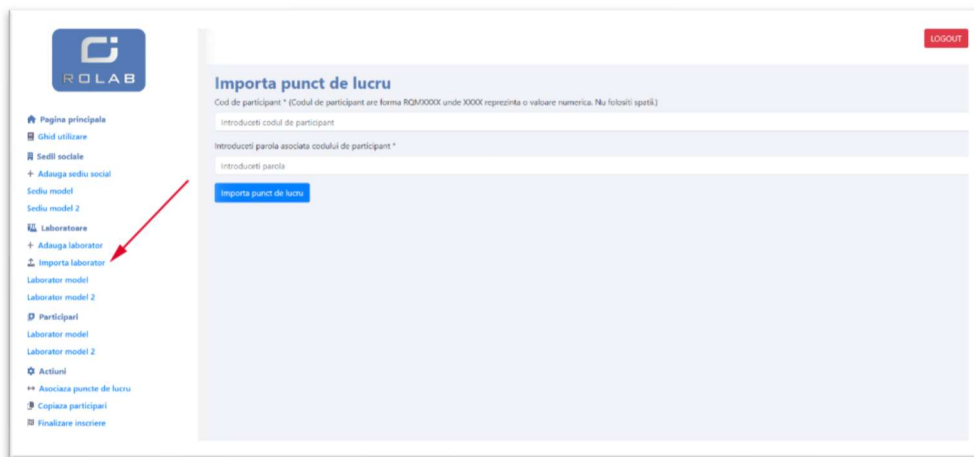 ROLAB
Pagina principala
Ghid utilizare
Sedii sociale
+ Adauga sediu social
Sediu model
Sediu model 2
Laboratoare
+ Adauga laborator
Importa laborator
Laborator model
Laborator model 2
Participari
Laborator model
Laborator model 2
Actiuni
Asociaza puncte de lucru
Copiaza participari
Finalizare inscriere
LOGOUT
Importa punct de lucru
Cod de participant * (Codul de participant are forma RQMXXXX unde XXXX reprezinta o valoare numerica. Nu folositi spatii.)
Introduceti codul de participant
Introduceti parola asociata codului de participant *
Introduceti parola
Importa punct de lucru